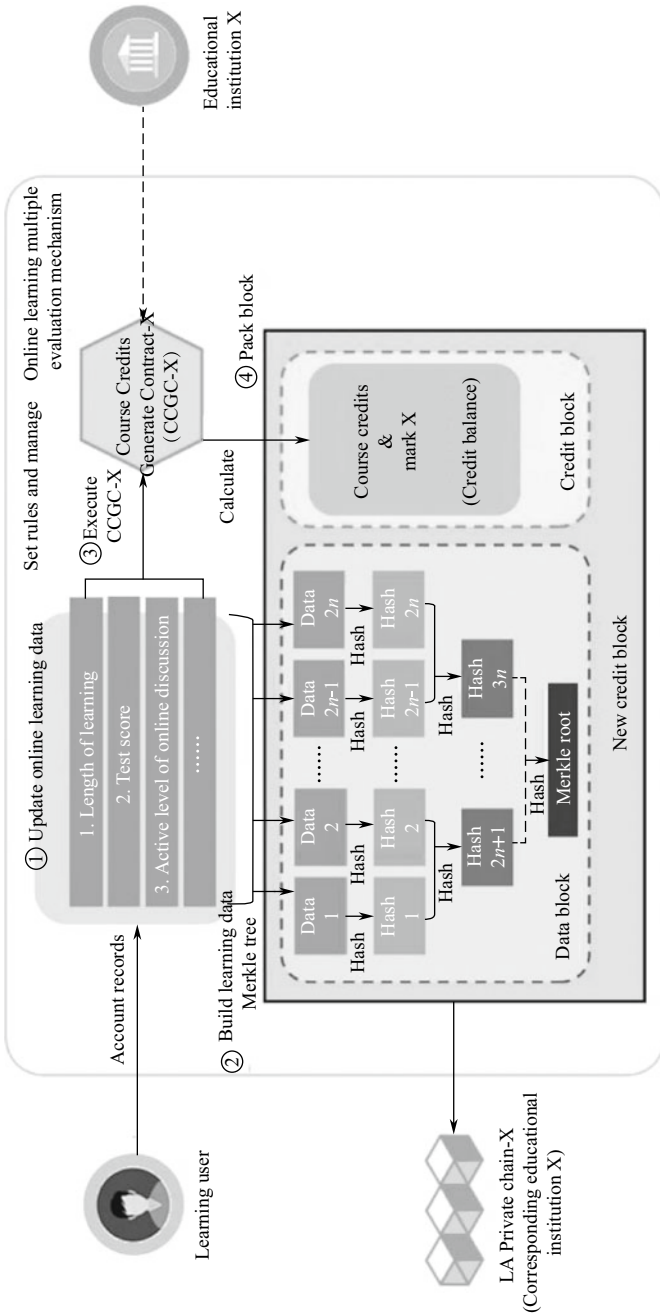 Learning user
Account records
① Update online learning data
1. Length of learning
2. Test score
3. Active level of online discussion
……
③ Execute
CCGC-X
Set rules and manage
Online learning multiple
evaluation mechanism
Course Credits
Generate Contract-X
(CCGC-X)
Educational
institution X
② Build learning data
Merkle tree
Calculate
④ Pack block
Data
1
Data
2
……
Data
2n-1
Data
2n
Hash
Hash
Hash
Hash
Hash
1
Hash
2
……
Hash
2n-1
Hash
2n
Hash
Hash
Hash
2n+1
……
Hash
3n
Hash
Merkle root
Data block
Course credits
&
mark X
(Credit balance)
Credit block
New credit block
LA Private chain-X
(Corresponding educational
institution X)